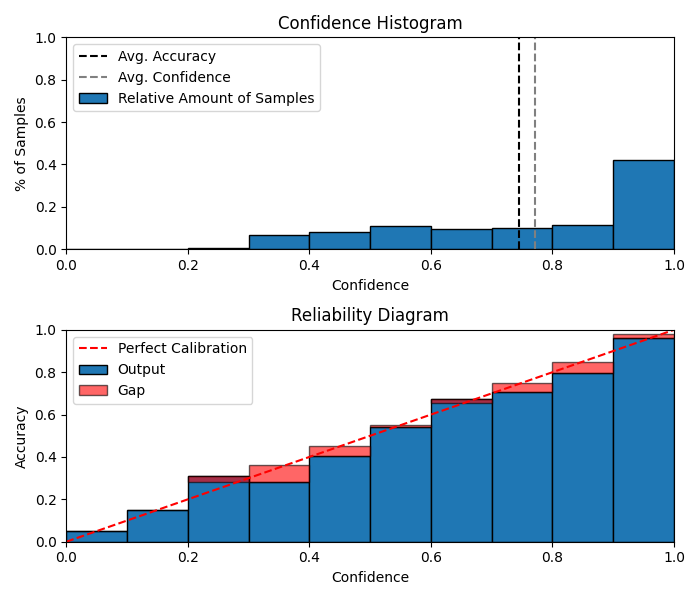 Confidence Histogram
1.0
0.8
0.6
0.4
0.2
0.0
% of Samples
Avg. Accuracy
Avg. Confidence
Relative Amount of Samples
0.0 0.2 0.4 0.6 0.8 1.0
Confidence
Reliability Diagram
1.0
0.8
0.6
0.4
0.2
0.0
Accuracy
Perfect Calibration
Output
Gap
0.0 0.2 0.4 0.6 0.8 1.0
Confidence